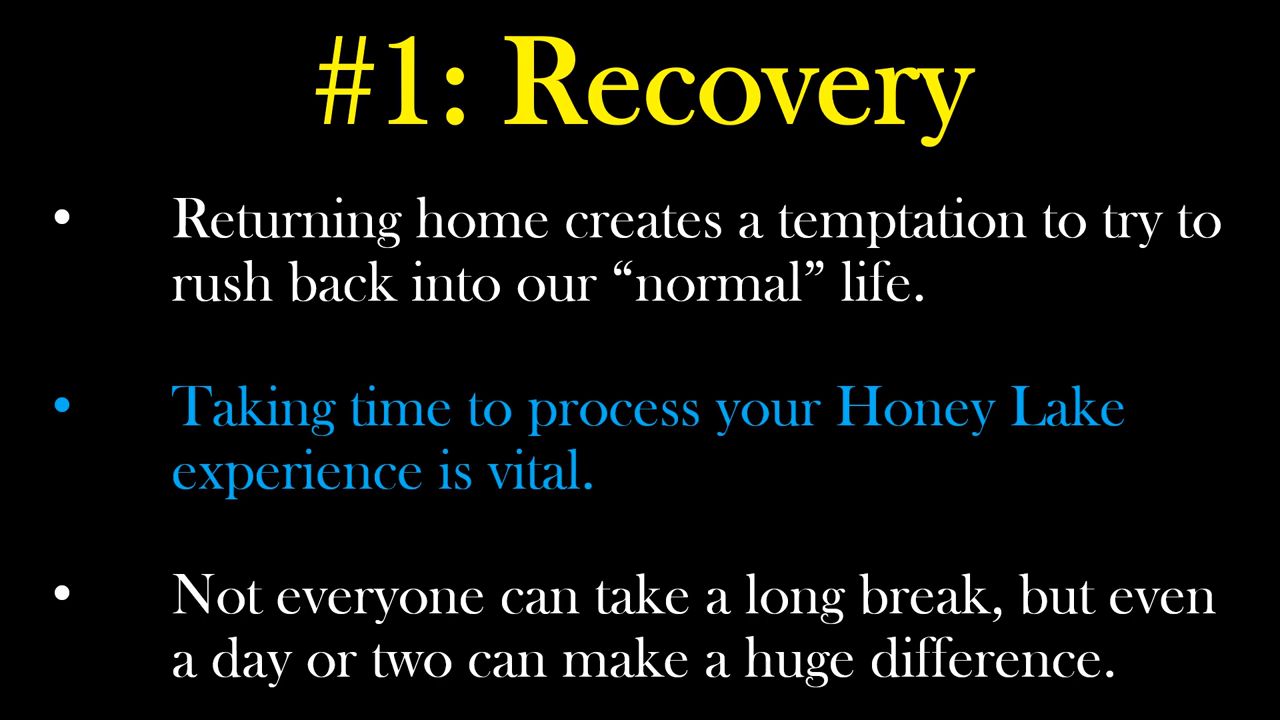 #1: Recovery
• Returning home creates a temptation to try to
rush back into our “normal” life.
• Taking time to process your Honey Lake
experience is vital.
• Not everyone can take a long break, but even
a day or two can make a huge difference.